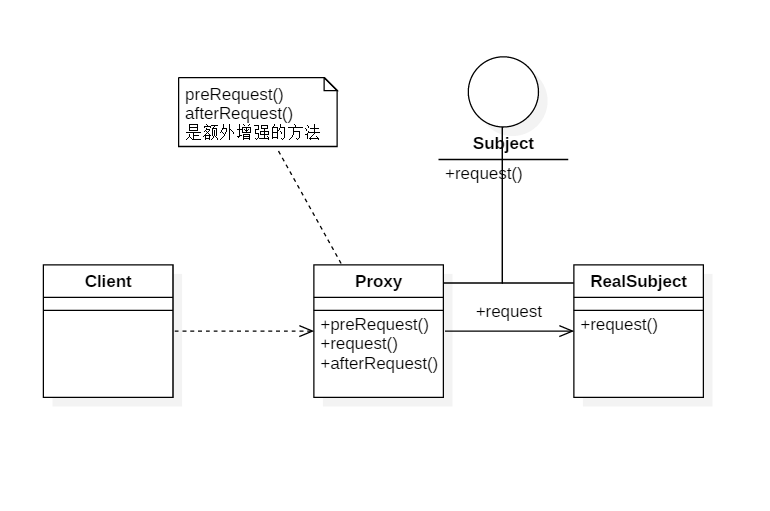 preRequest()
afterRequest()
是额外增强的方法
Subject
+request()
Client
Proxy
+preRequest()
+request()
+afterRequest()
+request
RealSubject
+request()